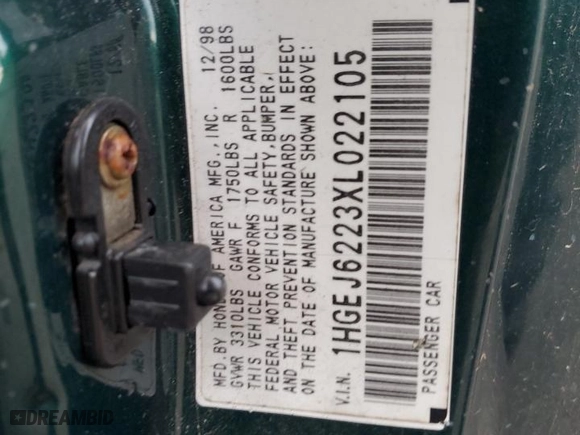 MFD. BY HONDA OF AMERICA MFG., INC. 12/98
GVWR 3310LBS GAWR F 1750LBS R 1600LBS
THIS VEHICLE CONFORMS TO ALL APPLICABLE
FEDERAL MOTOR VEHICLE SAFETY, BUMPER,
AND THEFT PREVENTION STANDARDS IN EFFECT
ON THE DATE OF MANUFACTURE SHOWN ABOVE:
V.I.N. 1HGEJ6223XL022105
PASSENGER CAR
DREAMBID